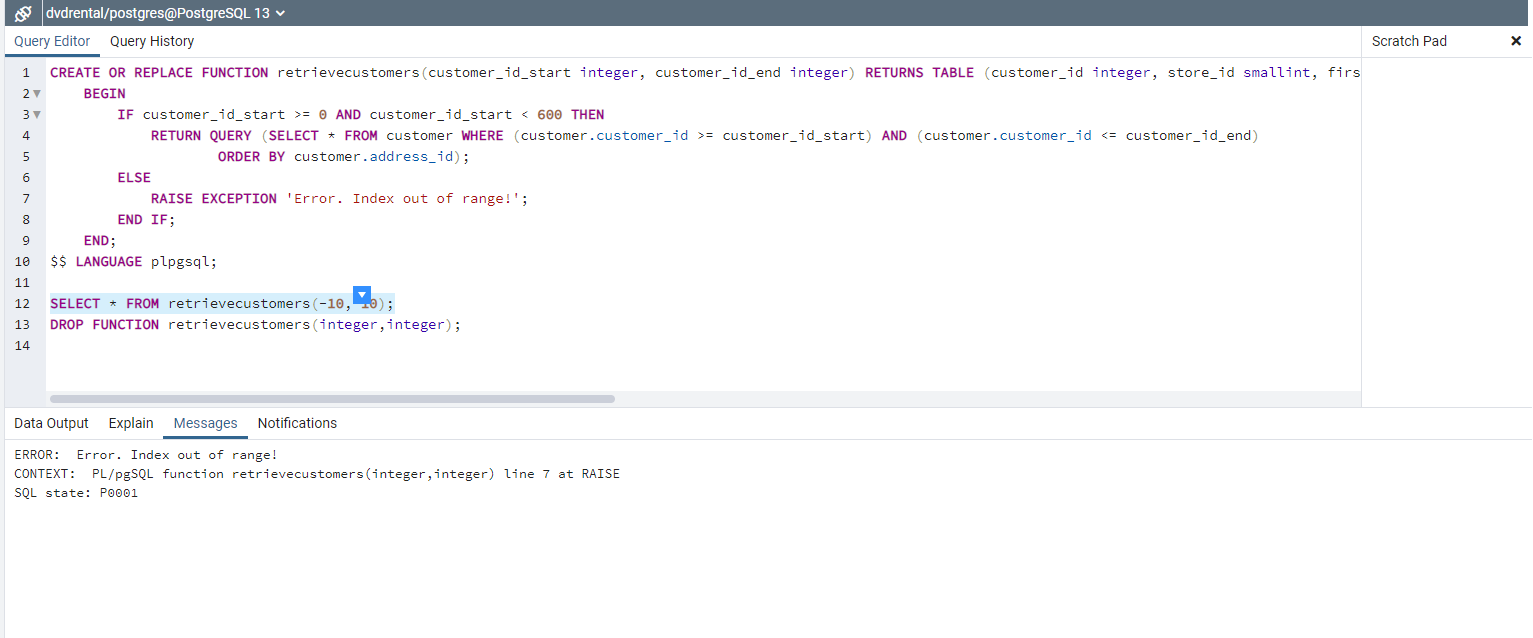 dvdrental/postgres@PostgreSQL 13
Query Editor Query History Scratch Pad
1 CREATE OR REPLACE FUNCTION retrievecustomers(customer_id_start integer, customer_id_end integer) RETURNS TABLE (customer_id integer, store_id smallint, firs
2 BEGIN
3 IF customer_id_start >= 0 AND customer_id_start < 600 THEN
4 RETURN QUERY (SELECT * FROM customer WHERE (customer.customer_id >= customer_id_start) AND (customer.customer_id <= customer_id_end)
5 ORDER BY customer.address_id);
6 ELSE
7 RAISE EXCEPTION 'Error. Index out of range!';
8 END IF;
9 END;
10 $$ LANGUAGE plpgsql;
11
12 SELECT * FROM retrievecustomers(-10, 10);
13 DROP FUNCTION retrievecustomers(integer,integer);
14
Data Output Explain Messages Notifications
ERROR: Error. Index out of range!
CONTEXT: PL/pgSQL function retrievecustomers(integer,integer) line 7 at RAISE
SQL state: P0001